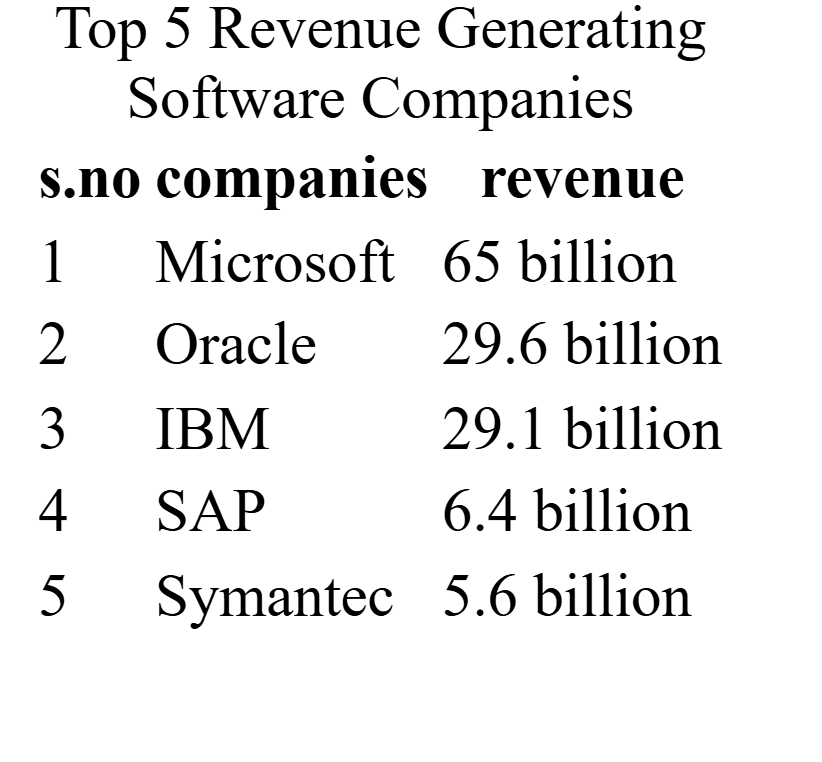 Top 5 Revenue Generating
Software Companies
s.no companies revenue
1 Microsoft 65 billion
2 Oracle 29.6 billion
3 IBM 29.1 billion
4 SAP 6.4 billion
5 Symantec 5.6 billion